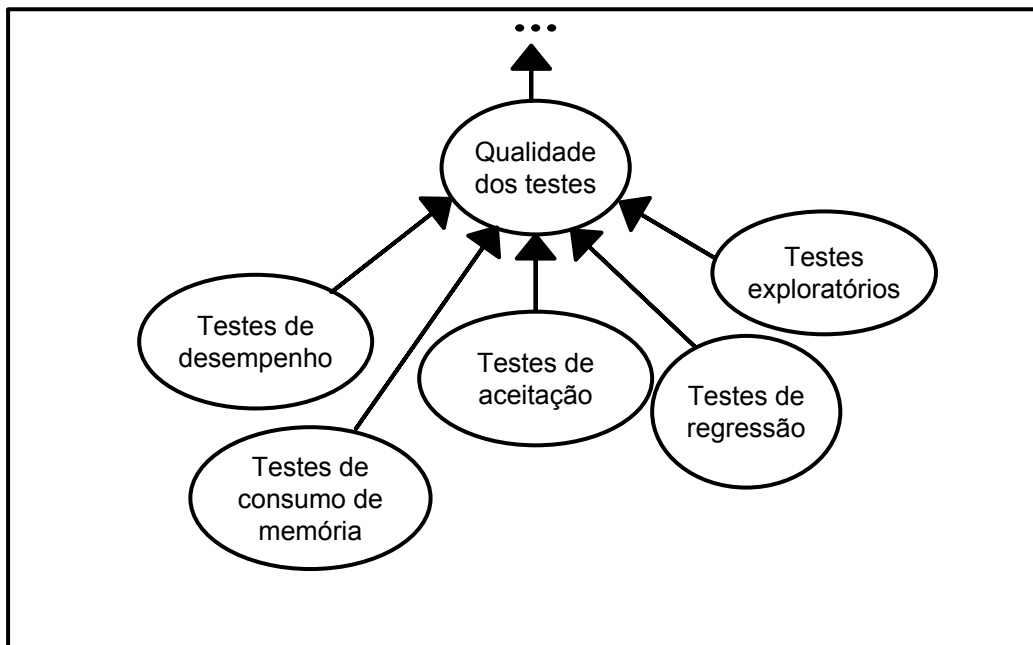 ...
Qualidade
dos testes
Testes
exploratórios
Testes de
desempenho
Testes de
aceitação
Testes de
regressão
Testes de
consumo de
memória